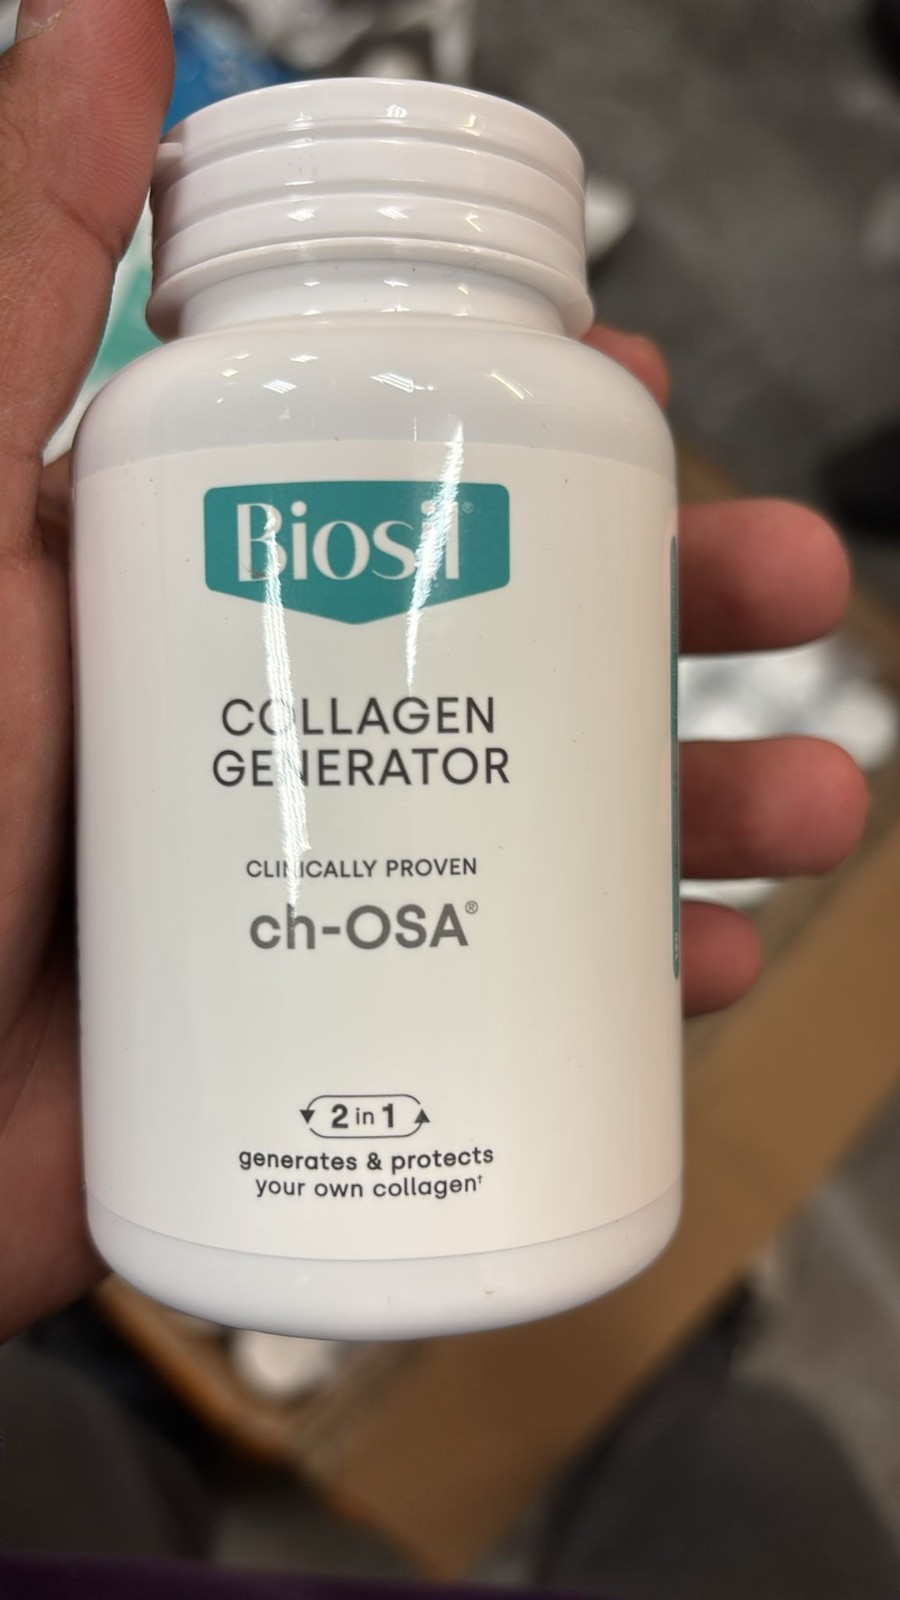 Biosil®
COLLAGEN
GENERATOR
CLINICALLY PROVEN
ch-OSA®
2 in 1
generates & protects
your own collagen†